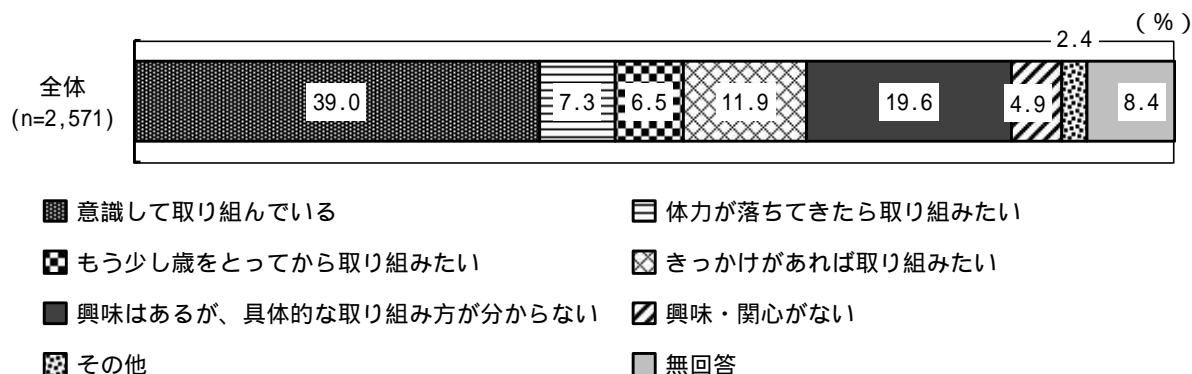 (％)
2.4
全体
(n=2,571)
39.0 7.3 6.5 11.9 19.6 4.9 8.4
意識して取り組んでいる 体力が落ちてきたら取り組みたい
もう少し歳をとってから取り組みたい きっかけがあれば取り組みたい
興味はあるが、具体的な取り組み方が分からない 興味・関心がない
その他 無回答